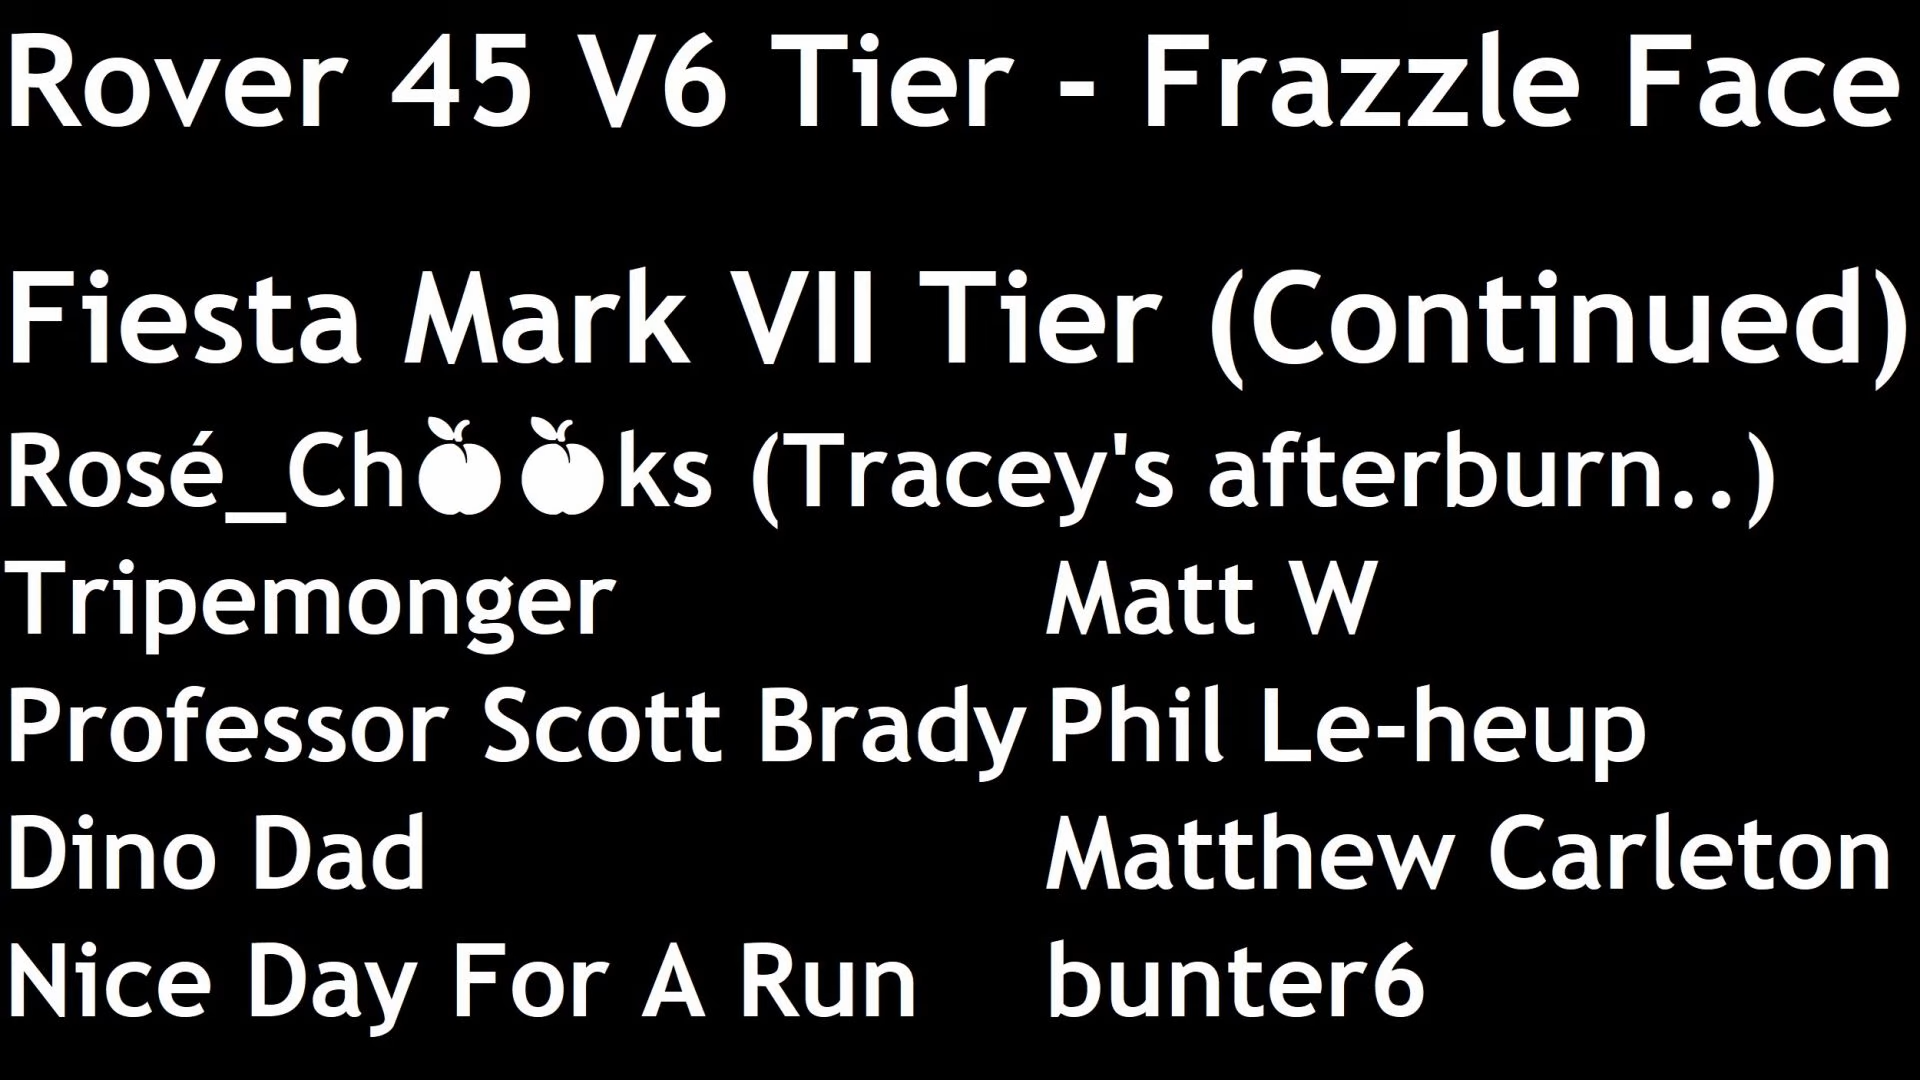 Rover 45 V6 Tier - Frazzle Face
Fiesta Mark VII Tier (Continued)
Rosé_Ch🍑🍑ks (Tracey's afterburn..)
Tripemonger Matt W
Professor Scott Brady Phil Le-heup
Dino Dad Matthew Carleton
Nice Day For A Run bunter6